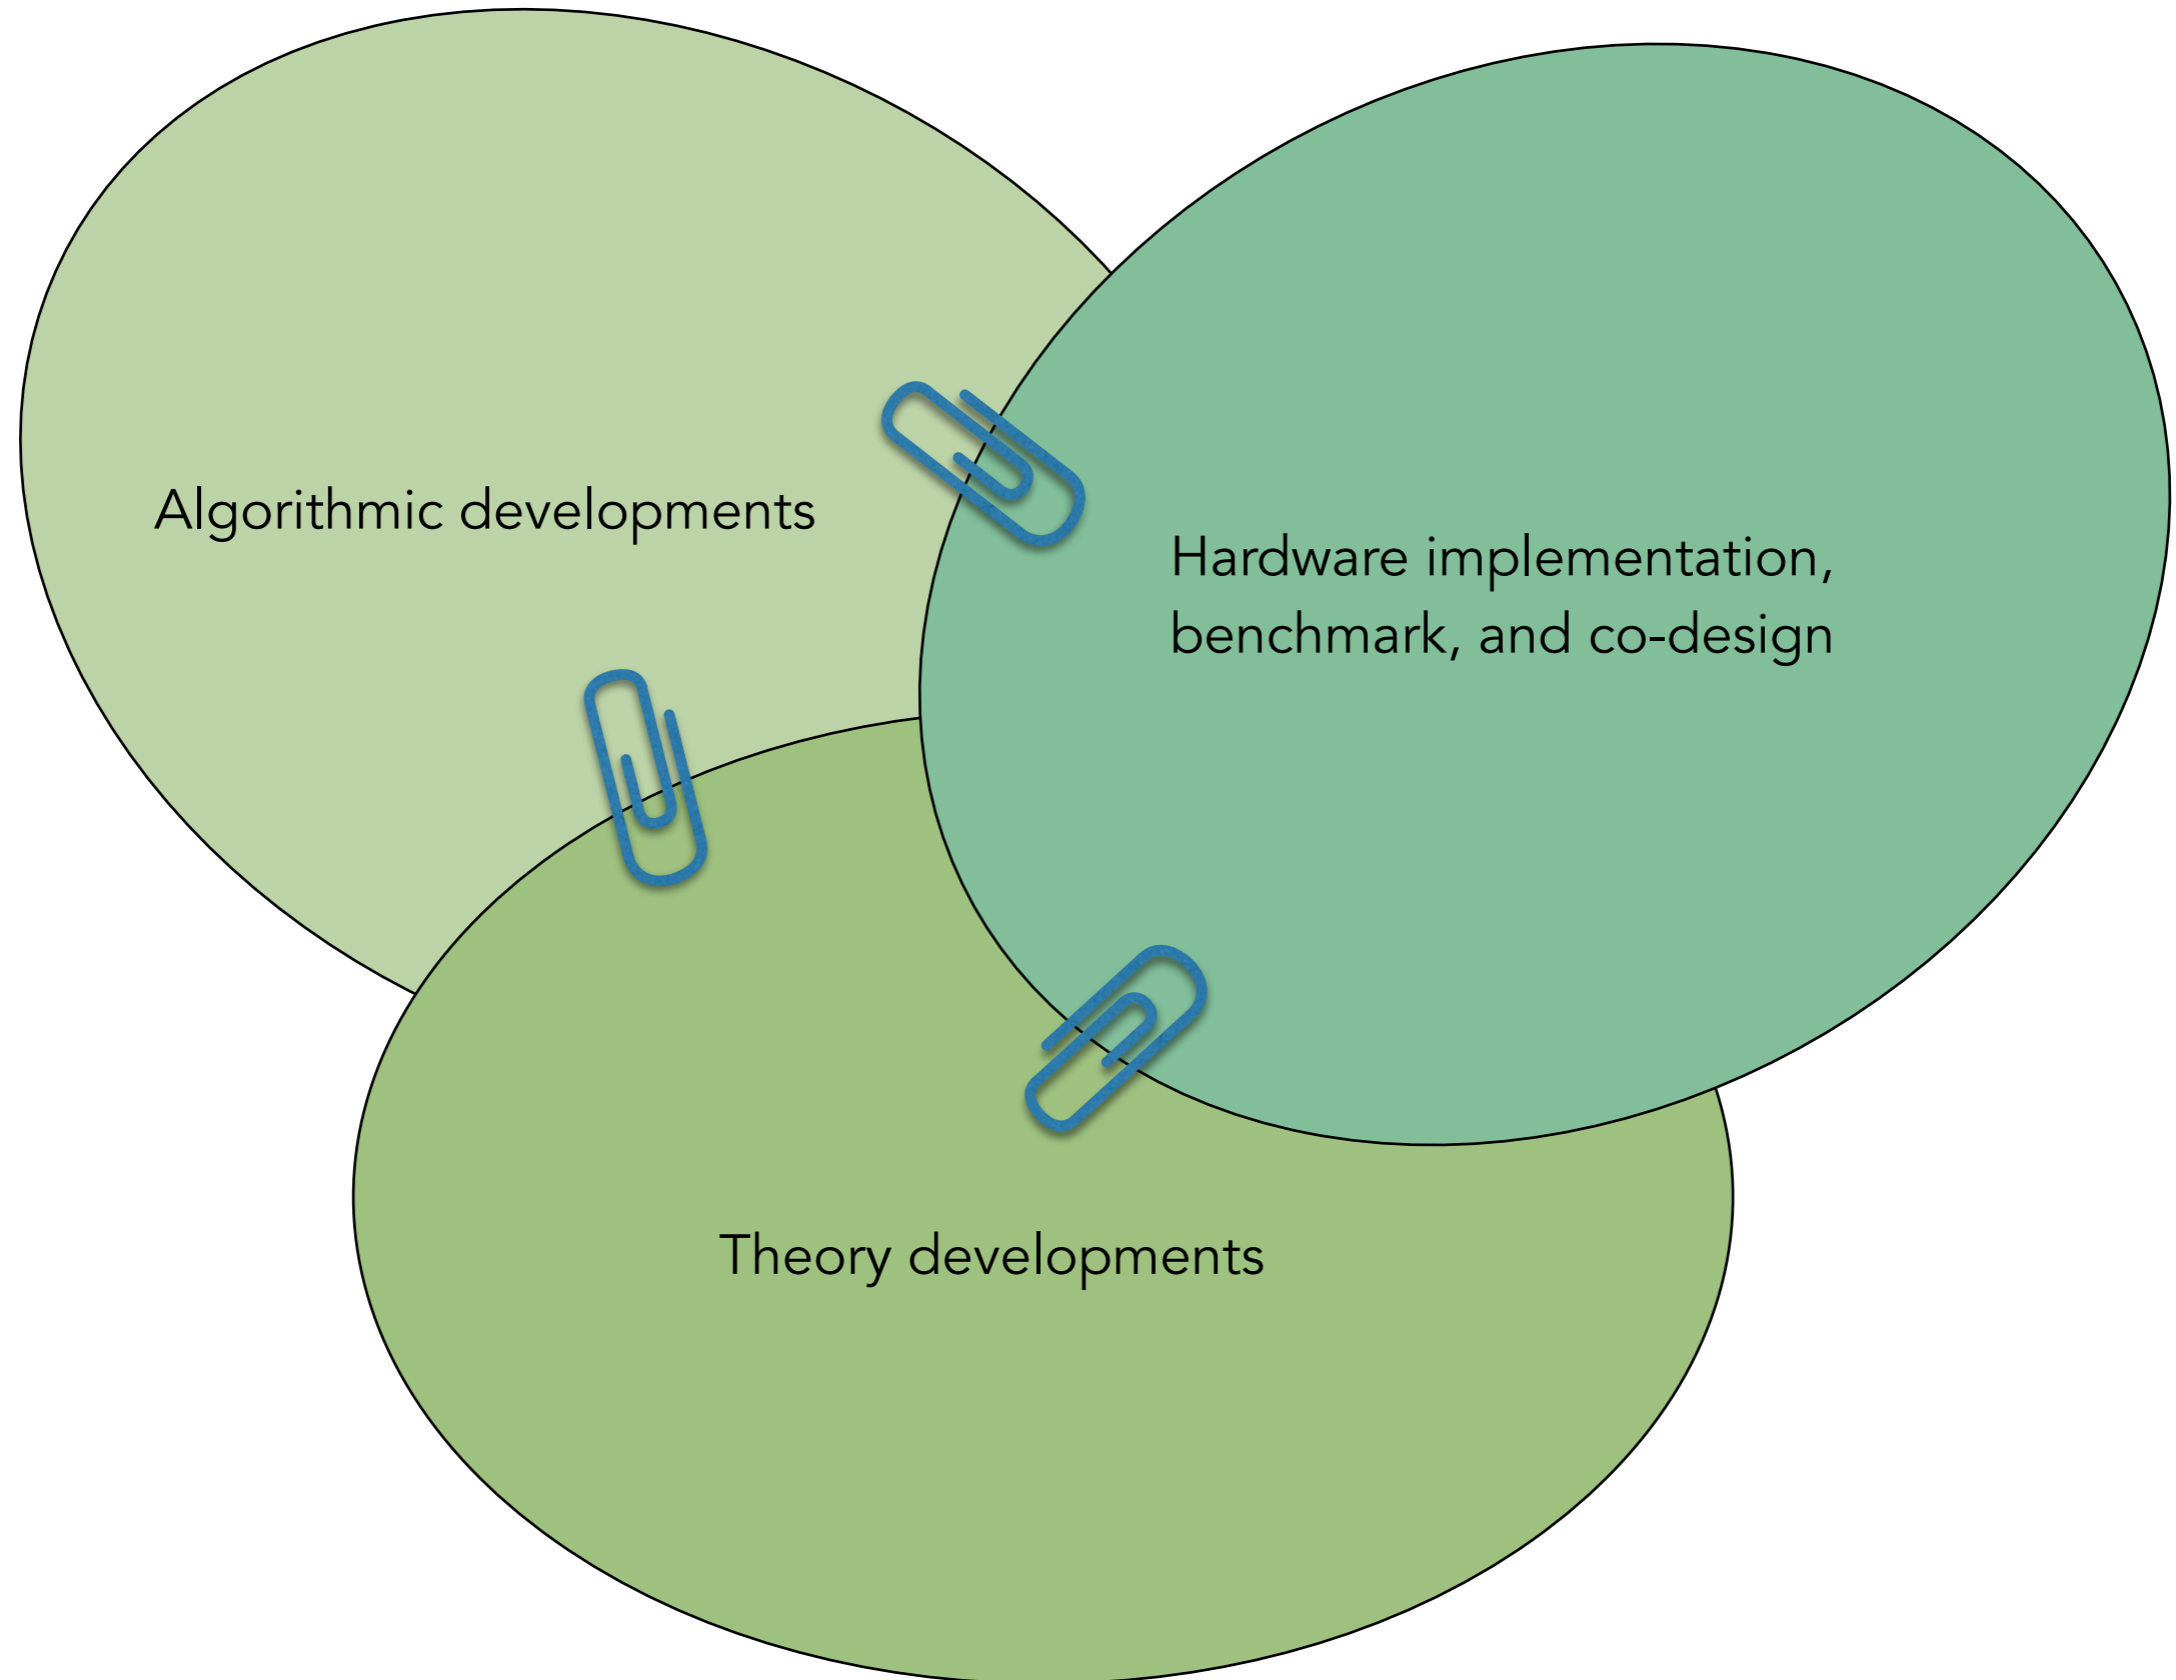 Algorithmic developments
Hardware implementation,
benchmark, and co-design
Theory developments